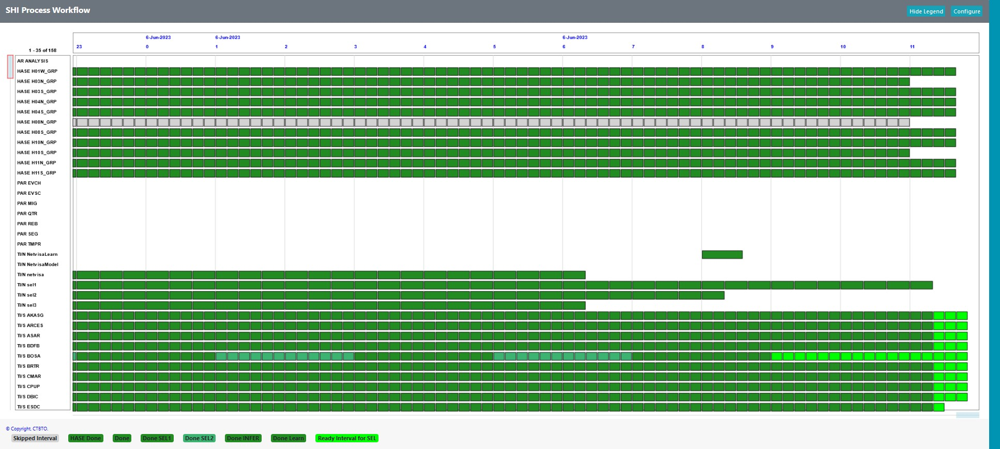 SHI Process Workflow
Hide Legend Configure
6-Jun-2023 6-Jun-2023 6-Jun-2023
23 0 1 2 3 4 5 6 7 8 9 10 11
1 - 35 of 158
AR ANALYSIS
HASE H01W_GRP
HASE H03N_GRP
HASE H03S_GRP
HASE H04N_GRP
HASE H04S_GRP
HASE H08N_GRP
HASE H08S_GRP
HASE H10N_GRP
HASE H10S_GRP
HASE H11N_GRP
HASE H11S_GRP
PAR EVCH
PAR EVSC
PAR MIG
PAR QTR
PAR REB
PAR SEG
PAR TMPR
TI/N NetvisaLearn
TI/N NetvisaModel
TI/N netvisa
TI/N sel1
TI/N sel2
TI/N sel3
TI/S AKASG
TI/S ARCES
TI/S ASAR
TI/S BDFB
TI/S BOSA
TI/S BRTR
TI/S CMAR
TI/S CPUP
TI/S DBIC
TI/S ESDC
© Copyright, CTBTO.
Skipped Interval HASE Done Done Done SEL1 Done SEL2 Done INFER Done Learn Ready Interval for SEL